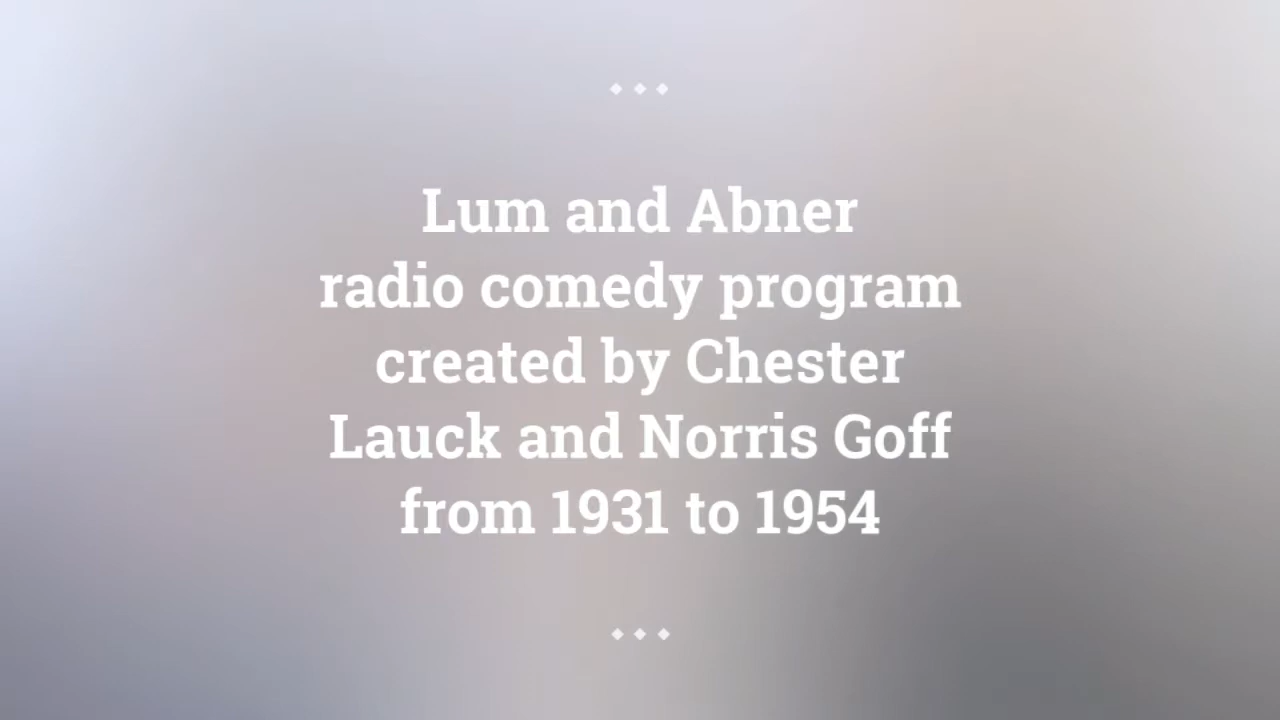 Lum and Abner
radio comedy program
created by Chester
Lauck and Norris Goff
from 1931 to 1954